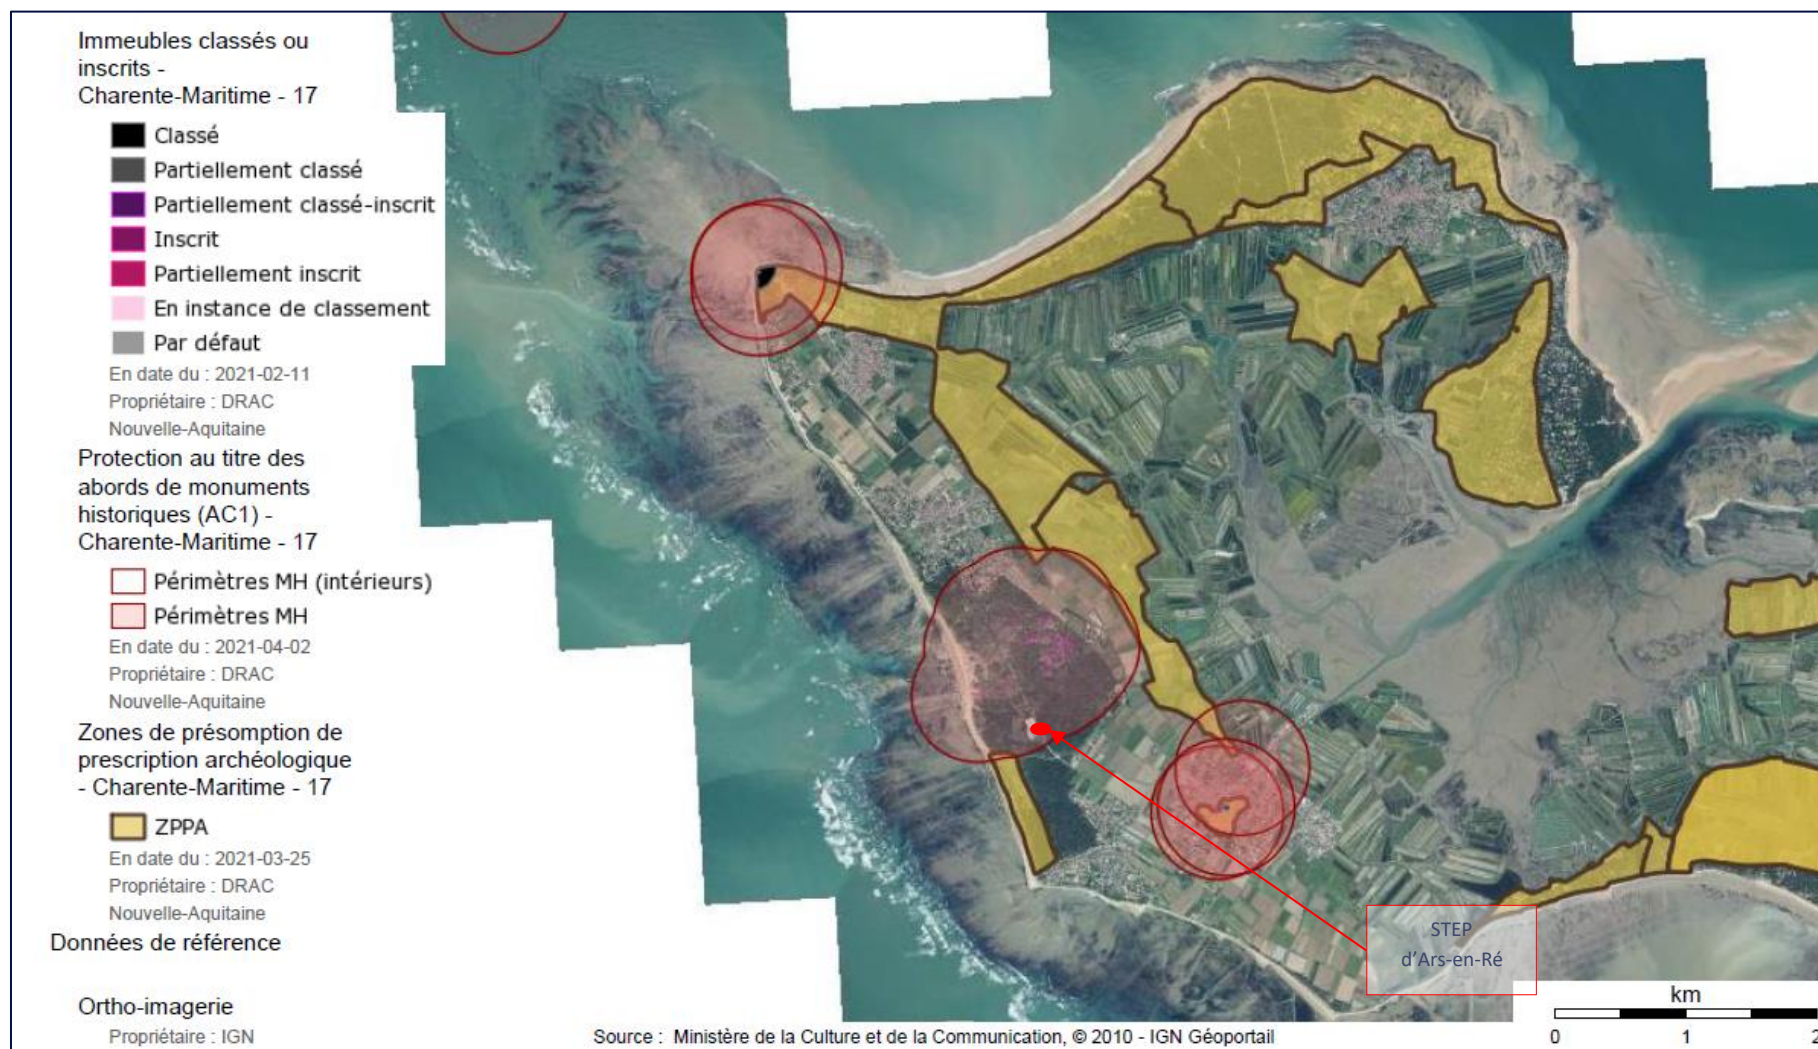 Immeubles classés ou
inscrits -
Charente-Maritime - 17
Classé
Partiellement classé
Partiellement classé-inscrit
Inscrit
Partiellement inscrit
En instance de classement
Par défaut
En date du : 2021-02-11
Propriétaire : DRAC
Nouvelle-Aquitaine
Protection au titre des
abords de monuments
historiques (AC1) -
Charente-Maritime - 17
Périmètres MH (intérieurs)
Périmètres MH
En date du : 2021-04-02
Propriétaire : DRAC
Nouvelle-Aquitaine
Zones de présomption de
prescription archéologique
- Charente-Maritime - 17
ZPPA
En date du : 2021-03-25
Propriétaire : DRAC
Nouvelle-Aquitaine
Données de référence
Ortho-imagerie
Propriétaire : IGN
STEP
d'Ars-en-Ré
km
0 1 2
Source : Ministère de la Culture et de la Communication, © 2010 - IGN Géoportail